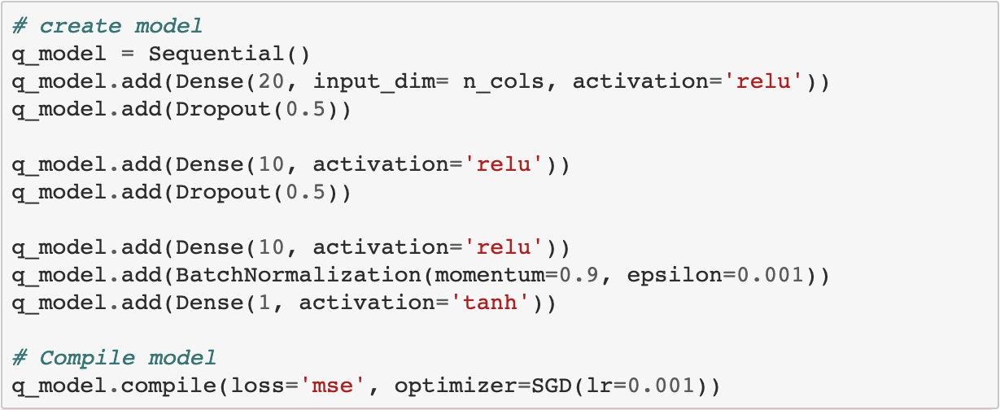 # create model
q_model = Sequential()
q_model.add(Dense(20, input_dim= n_cols, activation='relu'))
q_model.add(Dropout(0.5))
q_model.add(Dense(10, activation='relu'))
q_model.add(Dropout(0.5))
q_model.add(Dense(10, activation='relu'))
q_model.add(BatchNormalization(momentum=0.9, epsilon=0.001))
q_model.add(Dense(1, activation='tanh'))
# Compile model
q_model.compile(loss='mse', optimizer=SGD(lr=0.001))